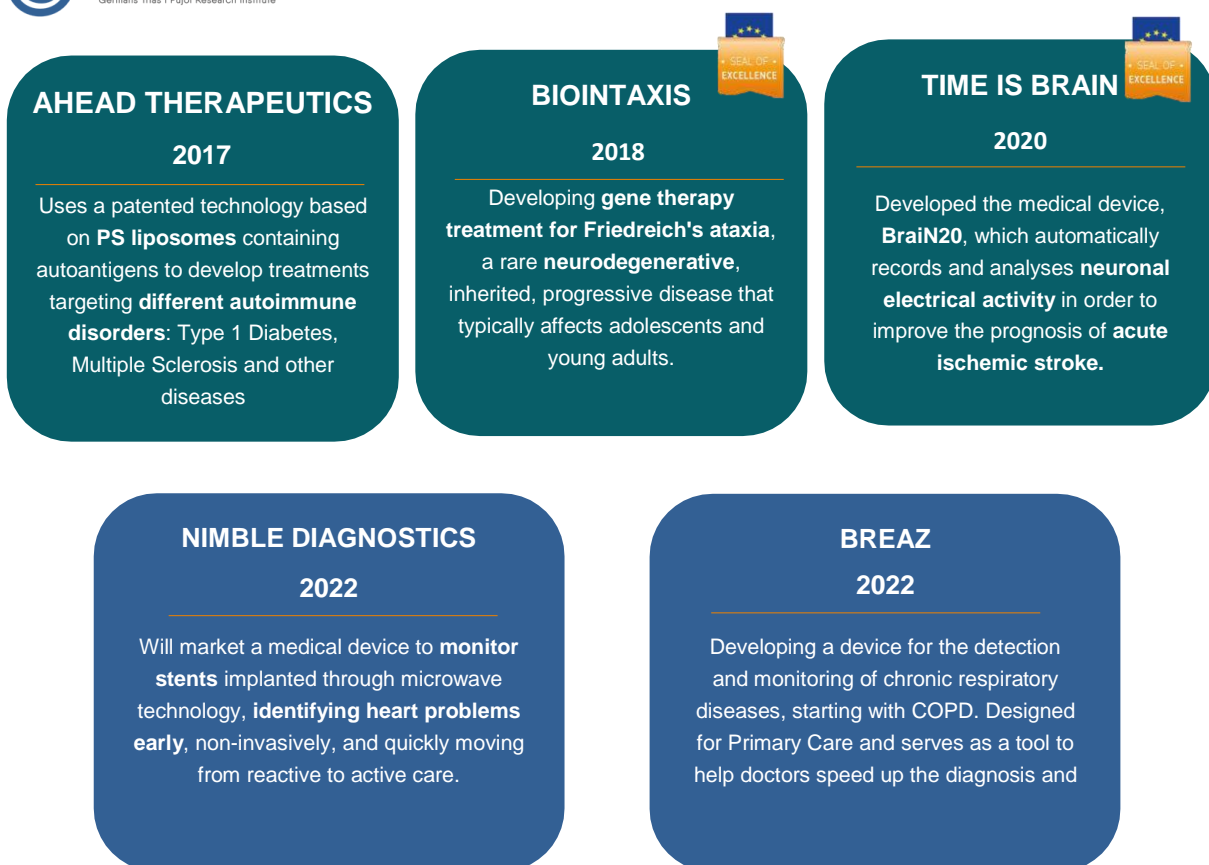 Germans Trias i Pujol Research Institute
AHEAD THERAPEUTICS
2017
Uses a patented technology based
on PS liposomes containing
autoantigens to develop treatments
targeting different autoimmune
disorders: Type 1 Diabetes,
Multiple Sclerosis and other
diseases
• SEAL OF •
EXCELLENCE
BIOINTAXIS
2018
Developing gene therapy
treatment for Friedreich's ataxia,
a rare neurodegenerative,
inherited, progressive disease that
typically affects adolescents and
young adults.
• SEAL OF •
EXCELLENCE
TIME IS BRAIN
2020
Developed the medical device,
BraiN20, which automatically
records and analyses neuronal
electrical activity in order to
improve the prognosis of acute
ischemic stroke.
NIMBLE DIAGNOSTICS
2022
Will market a medical device to monitor
stents implanted through microwave
technology, identifying heart problems
early, non-invasively, and quickly moving
from reactive to active care.
BREAZ
2022
Developing a device for the detection
and monitoring of chronic respiratory
diseases, starting with COPD. Designed
for Primary Care and serves as a tool to
help doctors speed up the diagnosis and